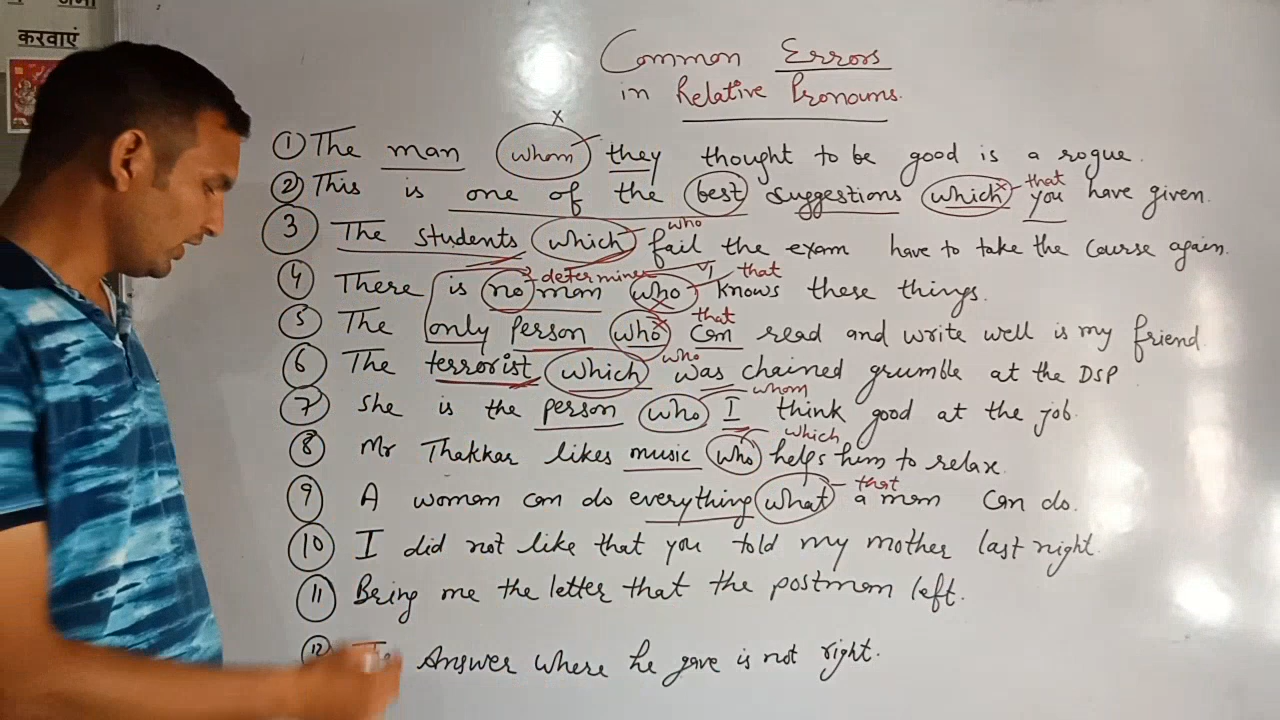 करवाएं
Common Errors
in Relative Pronouns.
① The man whom they thought to be good is a rogue.
x
② This is one of the best suggestions which you have given.
x that
③ The students which fail the exam have to take the course again.
who
④ There is no man who knows these things.
determiner that
⑤ The only person who can read and write well is my friend.
x that
⑥ The terrorist which was chained grumble at the DSP
who
⑦ She is the person who I think good at the job.
whom
⑧ Mr Thakkar likes music who helps him to relax.
which
⑨ A woman can do everything what a man can do.
that
⑩ I did not like that you told my mother last night.
⑪ Bring me the letter that the postman left.
⑫ Answer where he gave is not right.